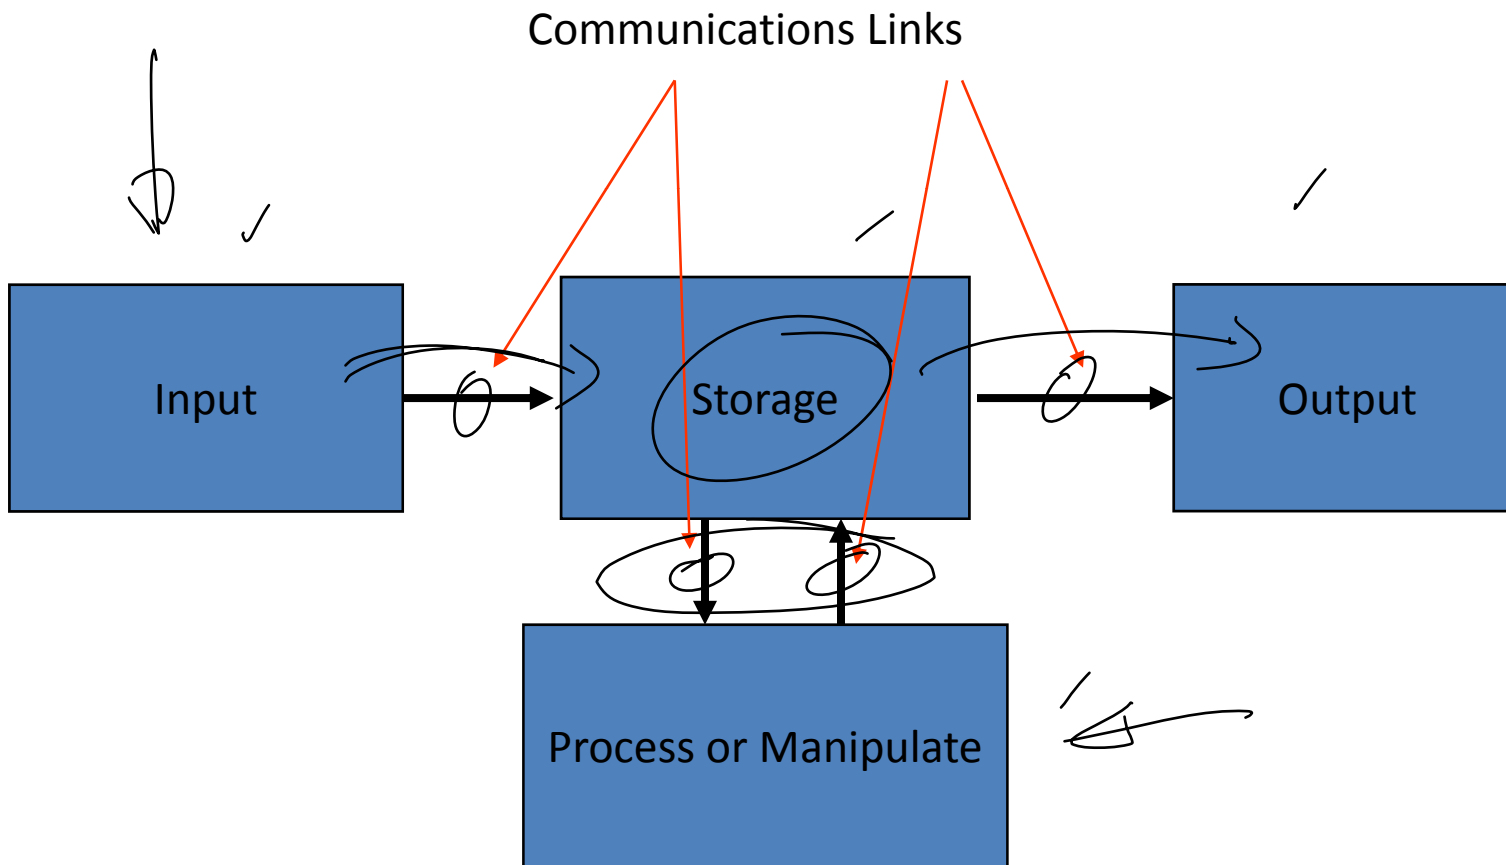 Communications Links
Input
Storage
Output
Process or Manipulate